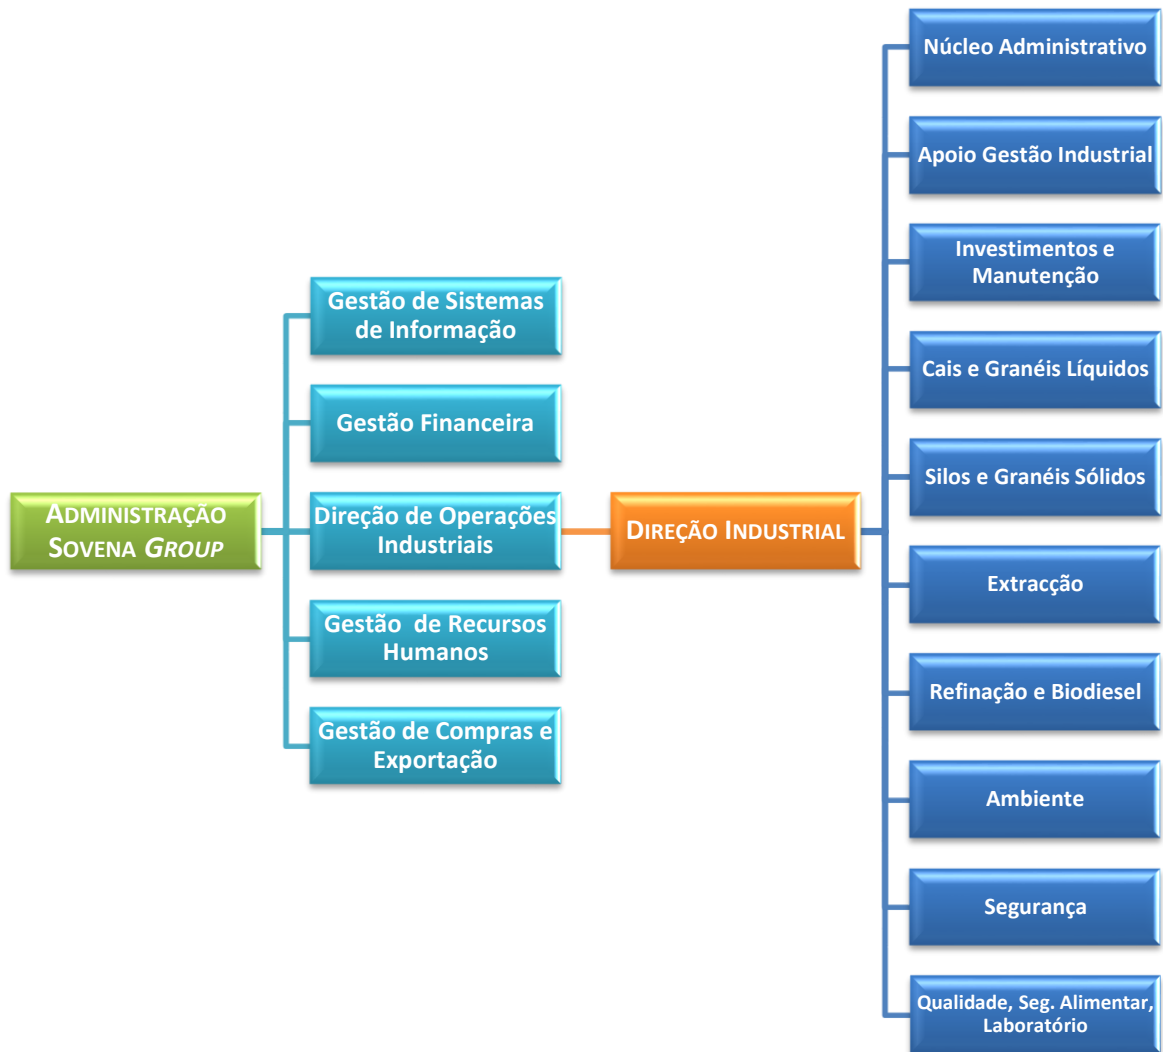 Núcleo Administrativo
Apoio Gestão Industrial
Investimentos e
Manutenção
Cais e Granéis Líquidos
Silos e Granéis Sólidos
Extracção
Refinação e Biodiesel
Ambiente
Segurança
Qualidade, Seg. Alimentar,
Laboratório
Gestão de Sistemas
de Informação
Gestão Financeira
Direção de Operações
Industriais
Gestão  de Recursos
Humanos
Gestão de Compras e
Exportação
ADMINISTRAÇÃO
SOVENA GROUP
DIREÇÃO INDUSTRIAL